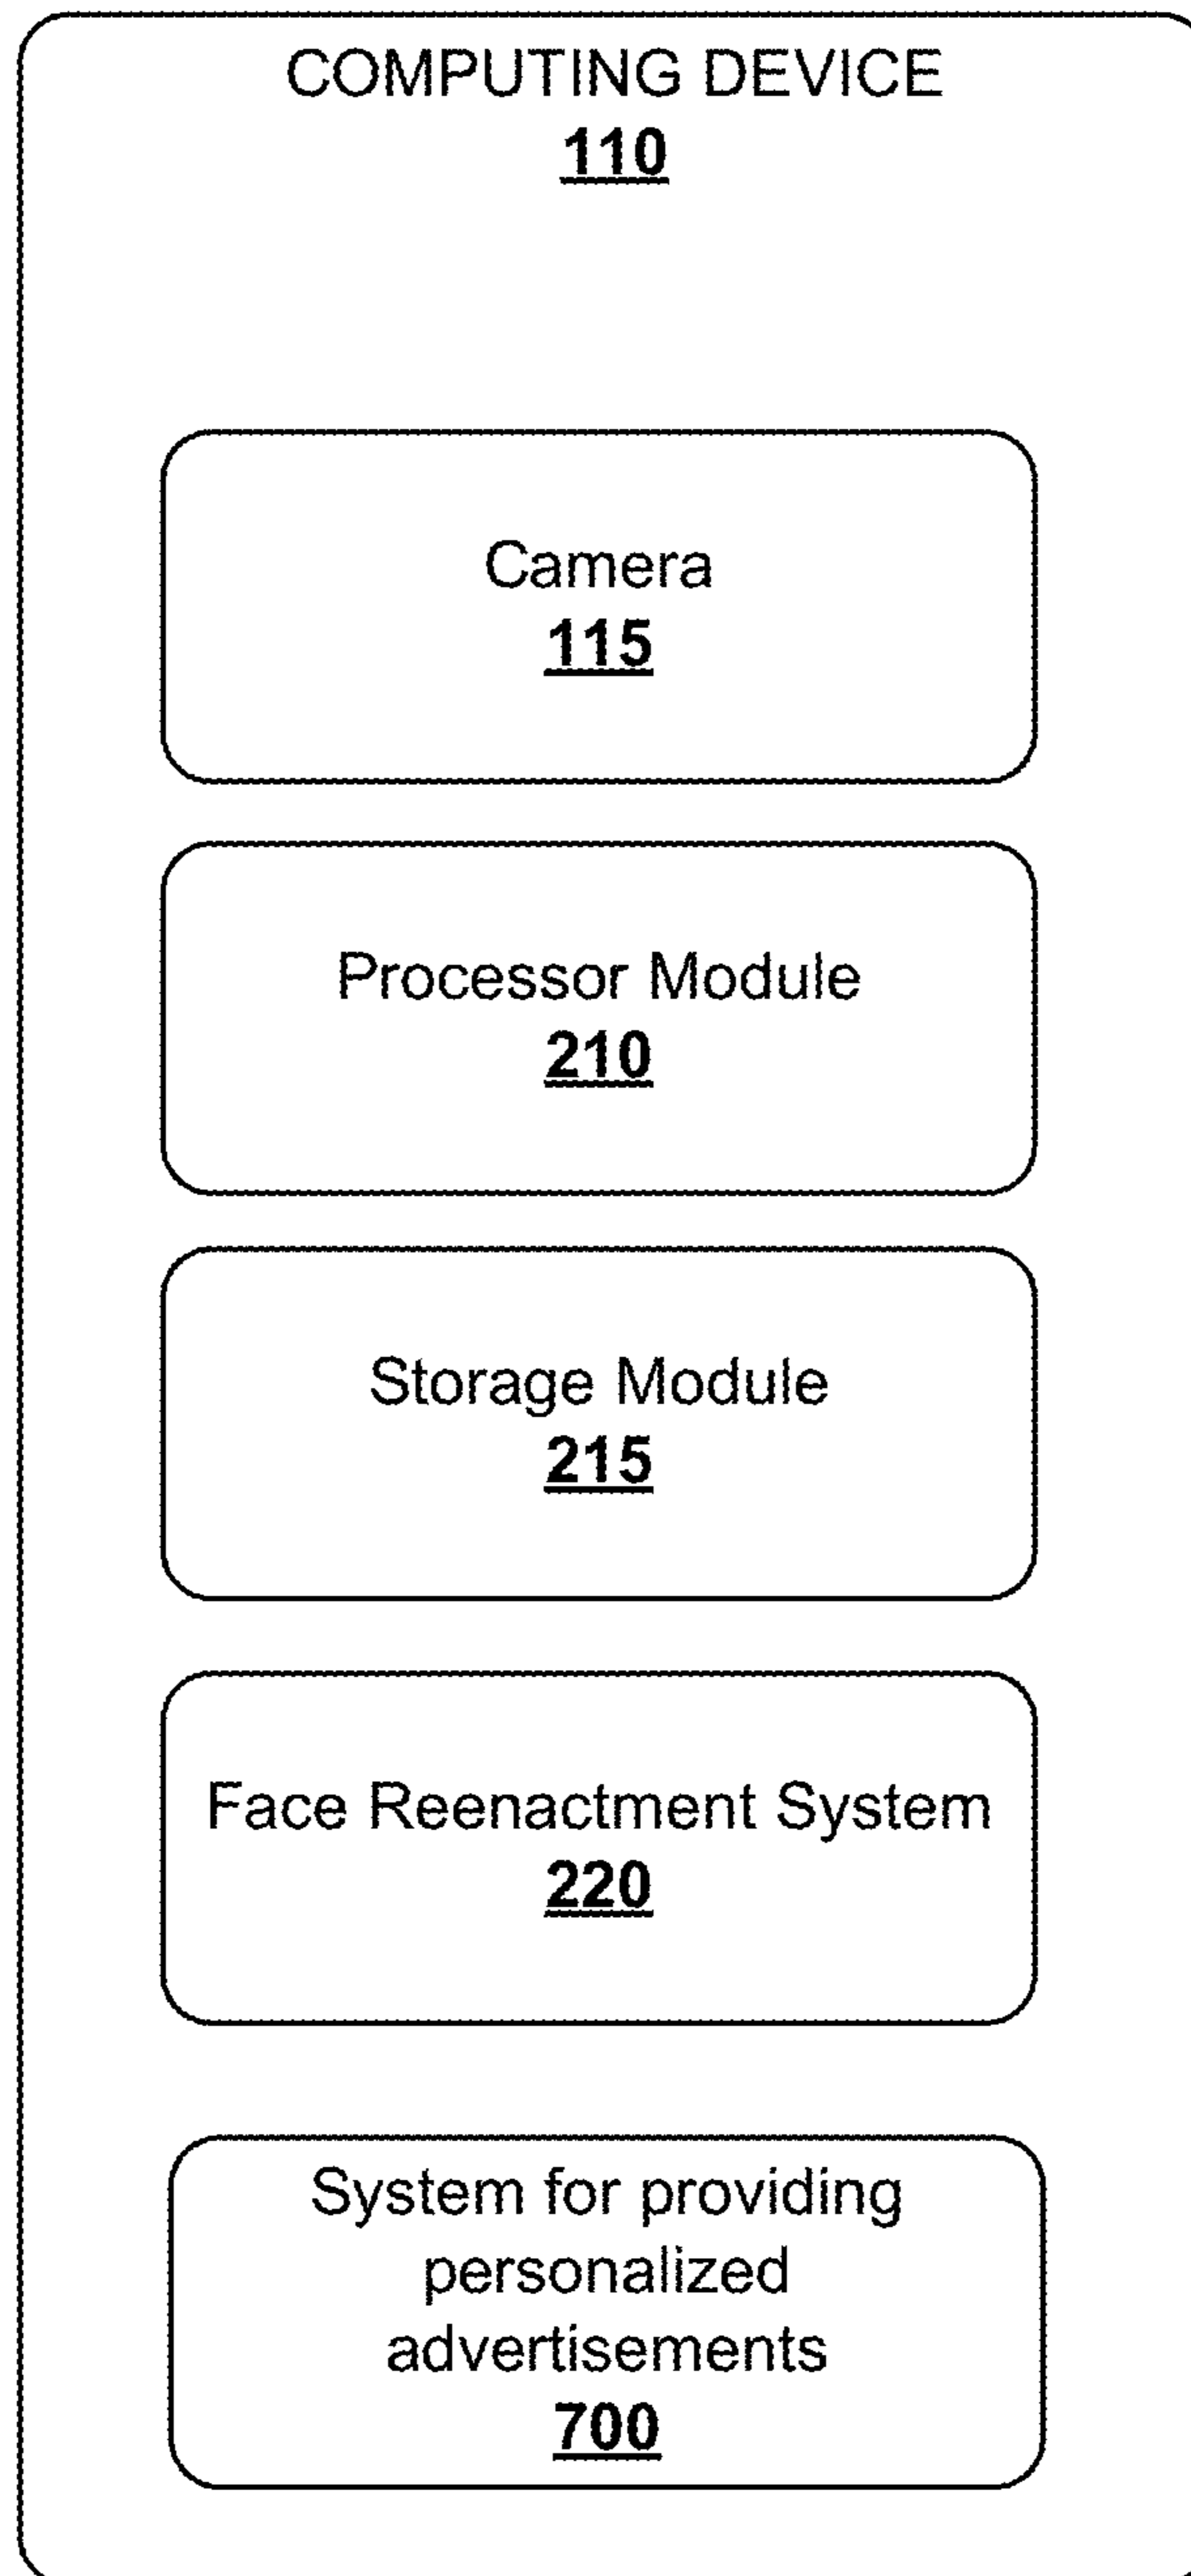 COMPUTING DEVICE
110
Camera
115
Processor Module
210
Storage Module
215
Face Reenactment System
220
System for providing
personalized
advertisements
700